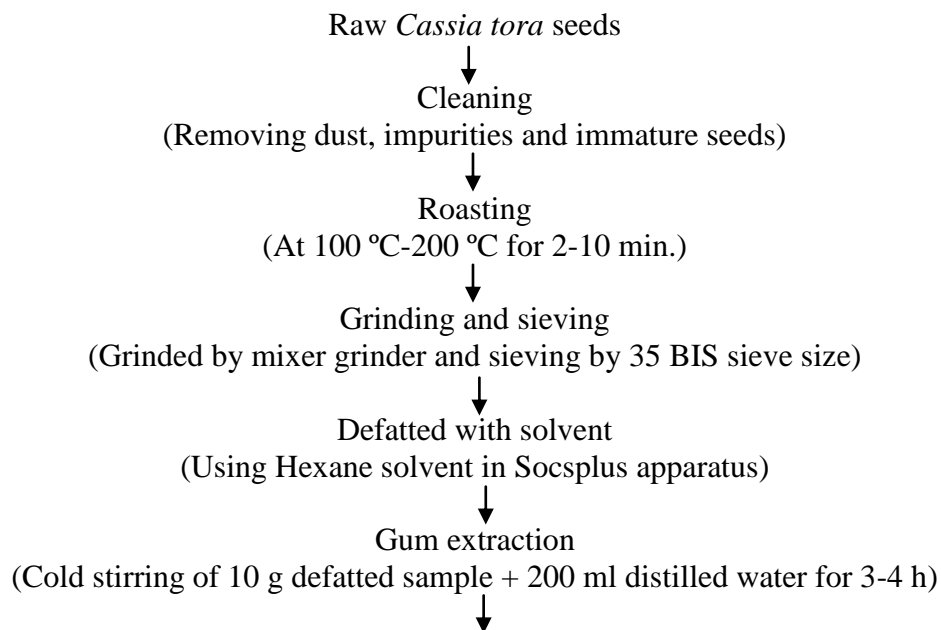 Raw Cassia tora seeds
Cleaning
(Removing dust, impurities and immature seeds)
Roasting
(At 100 ºC-200 ºC for 2-10 min.)
Grinding and sieving
(Grinded by mixer grinder and sieving by 35 BIS sieve size)
Defatted with solvent
(Using Hexane solvent in Socsplus apparatus)
Gum extraction
(Cold stirring of 10 g defatted sample + 200 ml distilled water for 3-4 h)